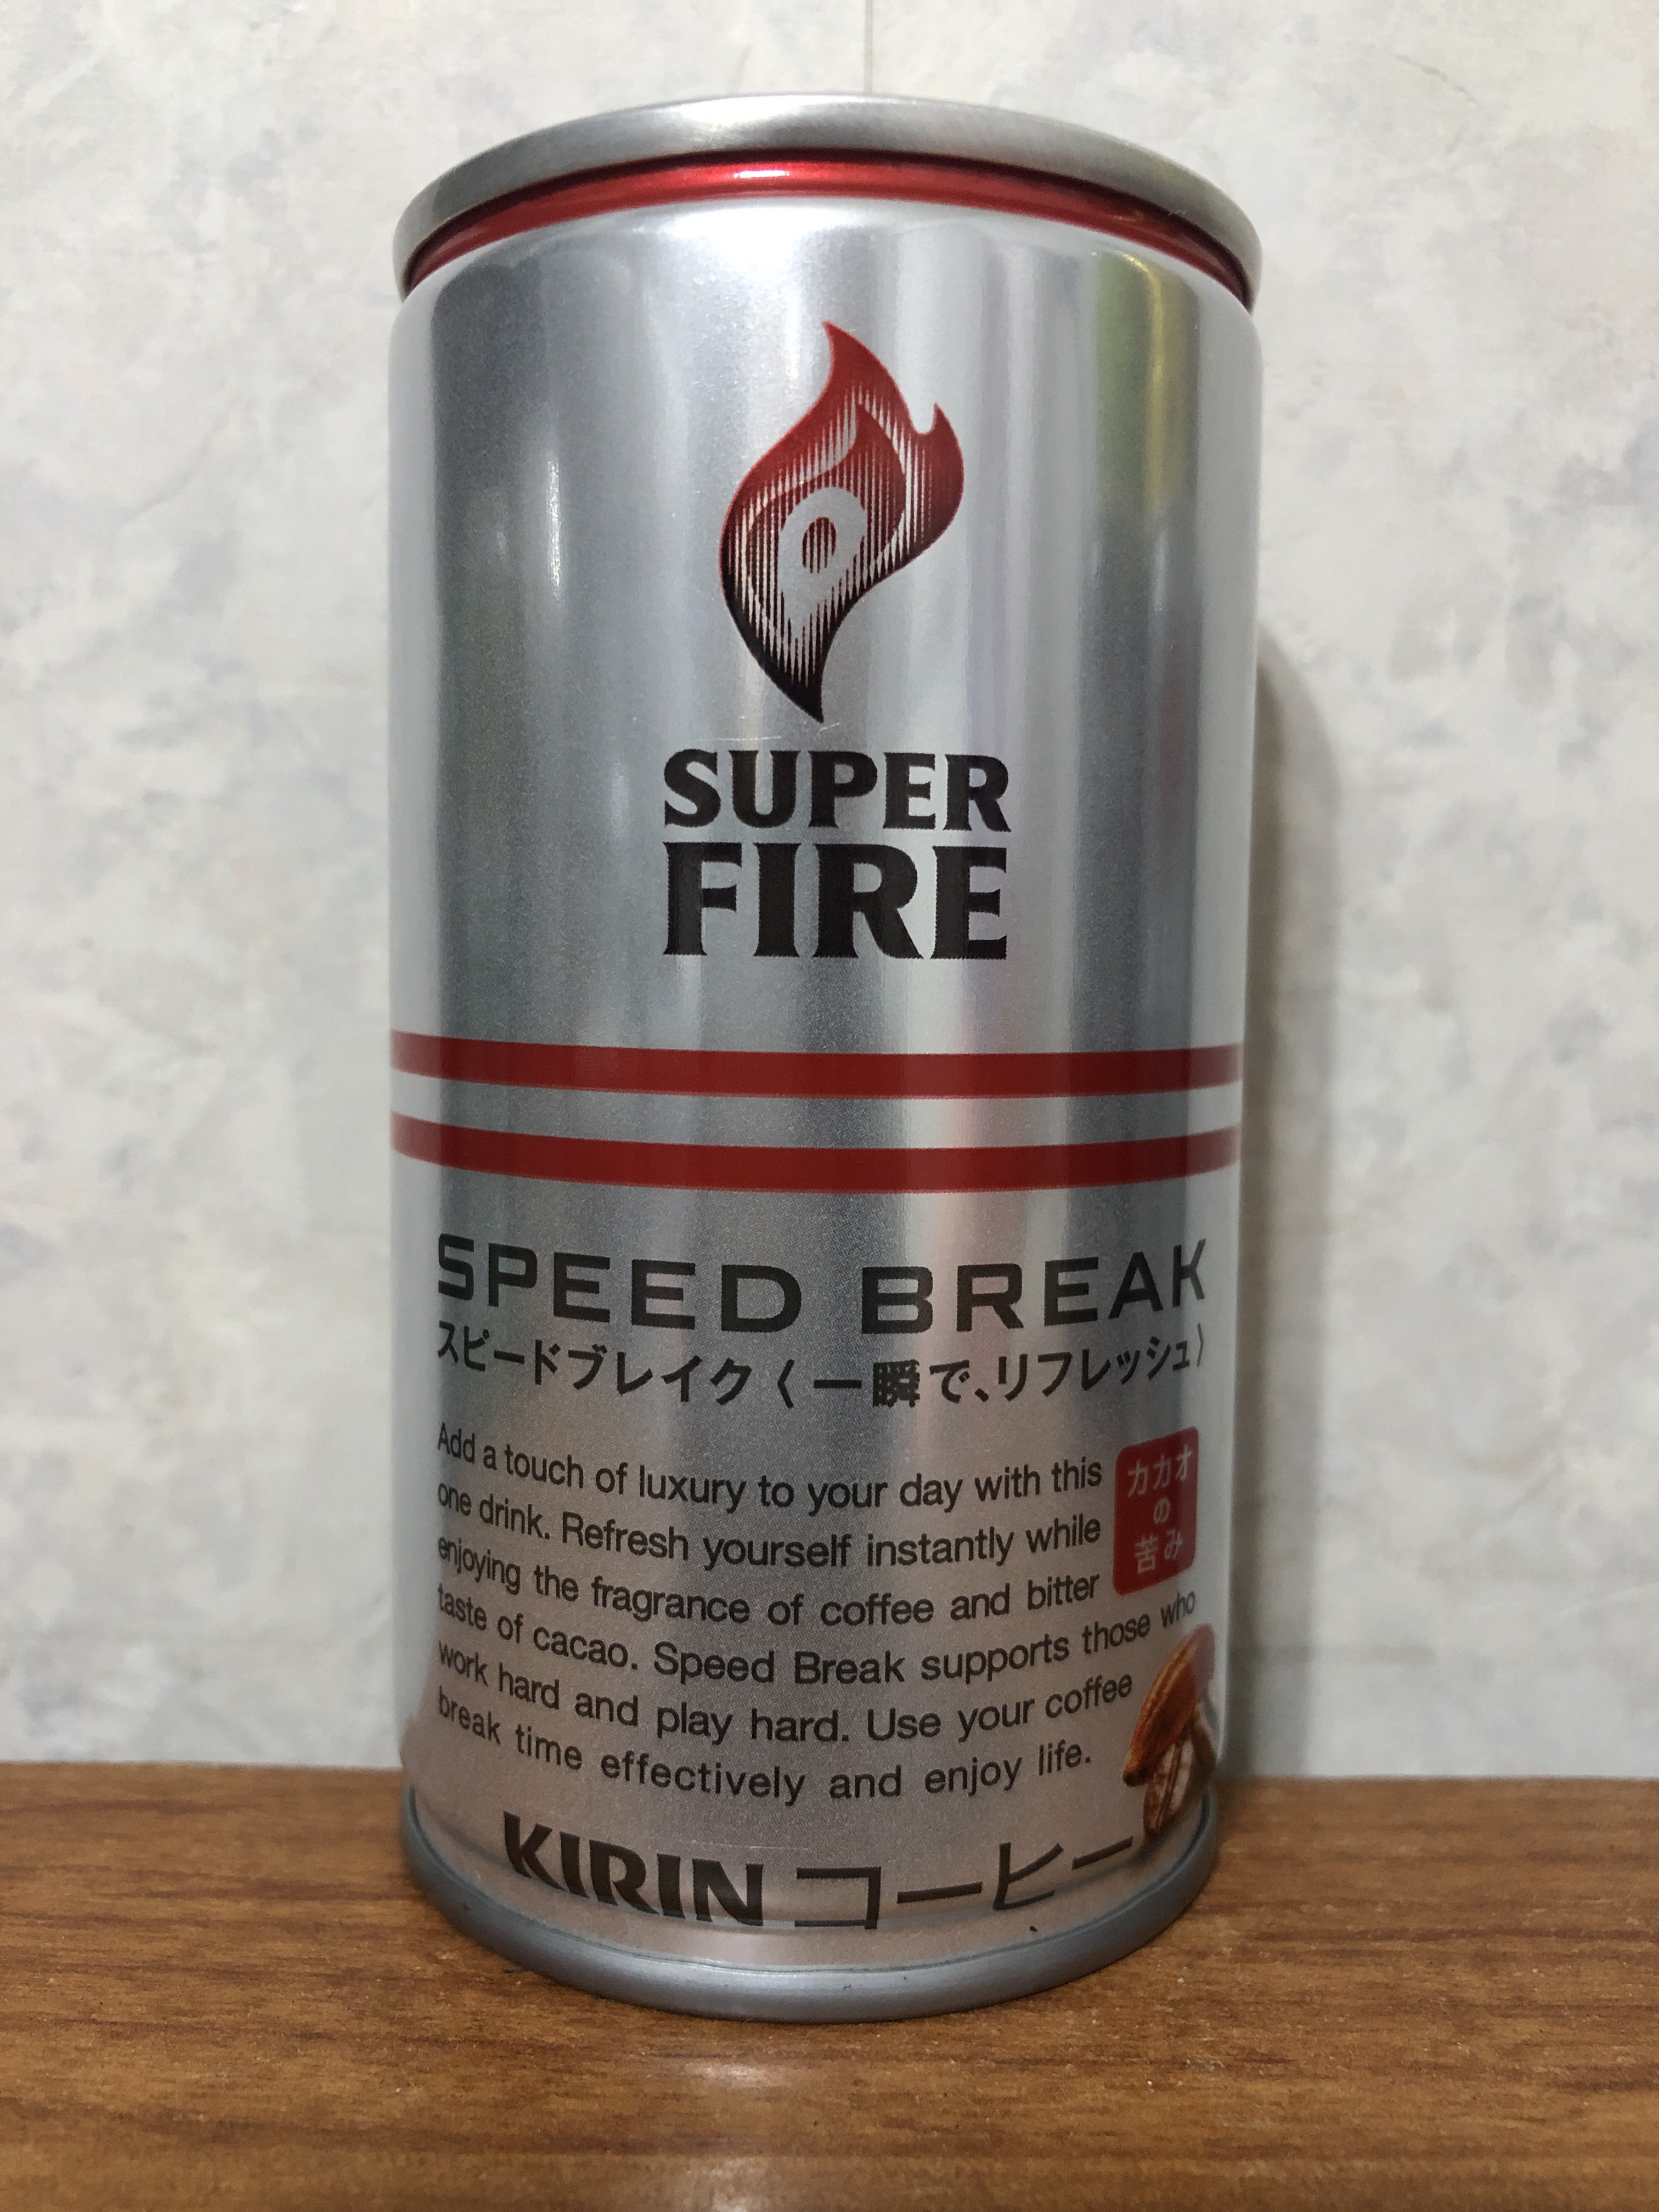 SUPER
FIRE
SPEED BREAK
スピードブレイク〈一瞬で、リフレッシュ〉
Add a touch of luxury to your day with this
one drink. Refresh yourself instantly while
enjoying the fragrance of coffee and bitter
taste of cacao. Speed Break supports those who
work hard and play hard. Use your coffee
break time effectively and enjoy life.
カカオ
の
苦み
KIRIN コーヒー